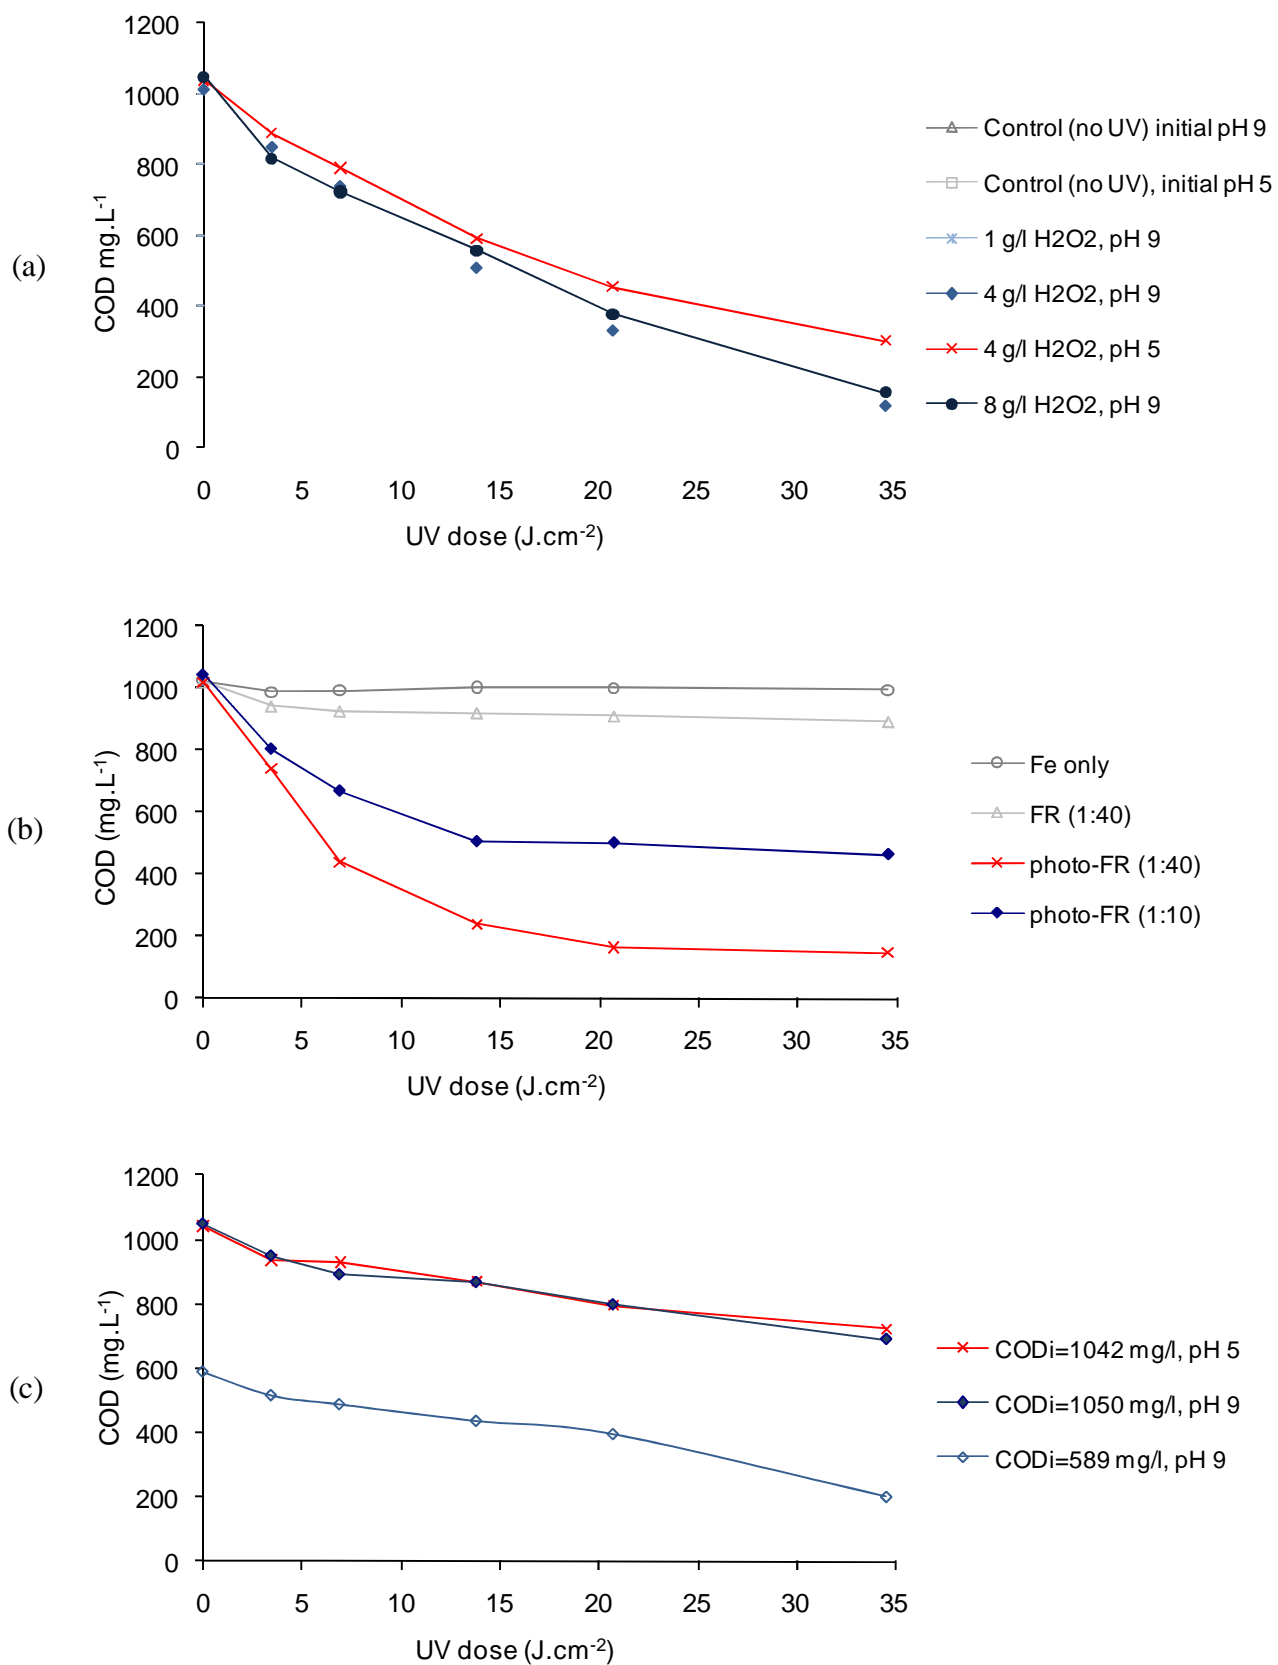 (a)
COD mg.L-1
1200
1000
800
600
400
200
0
0 5 10 15 20 25 30 35
UV dose (J.cm-2)
Control (no UV) initial pH 9
Control (no UV), initial pH 5
1 g/l H2O2, pH 9
4 g/l H2O2, pH 9
4 g/l H2O2, pH 5
8 g/l H2O2, pH 9
(b)
COD (mg.L-1)
1200
1000
800
600
400
200
0
0 5 10 15 20 25 30 35
UV dose (J.cm-2)
Fe only
FR (1:40)
photo-FR (1:40)
photo-FR (1:10)
(c)
COD (mg.L-1)
1200
1000
800
600
400
200
0
0 5 10 15 20 25 30 35
UV dose (J.cm-2)
CODi=1042 mg/l, pH 5
CODi=1050 mg/l, pH 9
CODi=589 mg/l, pH 9